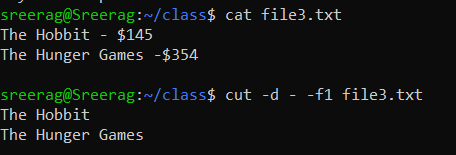 sreerag@Sreerag:~/class$ cat file3.txt
The Hobbit - $145
The Hunger Games -$354
sreerag@Sreerag:~/class$ cut -d - -f1 file3.txt
The Hobbit
The Hunger Games